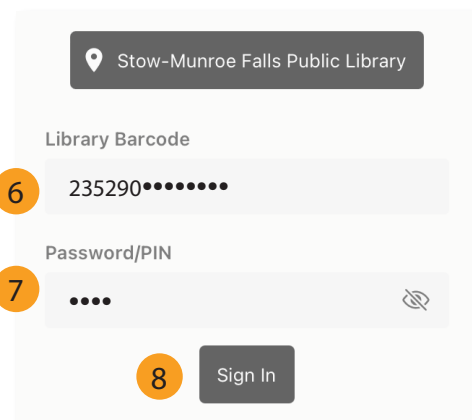 Stow-Munroe Falls Public Library
Library Barcode
6 235290••••••••
Password/PIN
7 ••••
8 Sign In